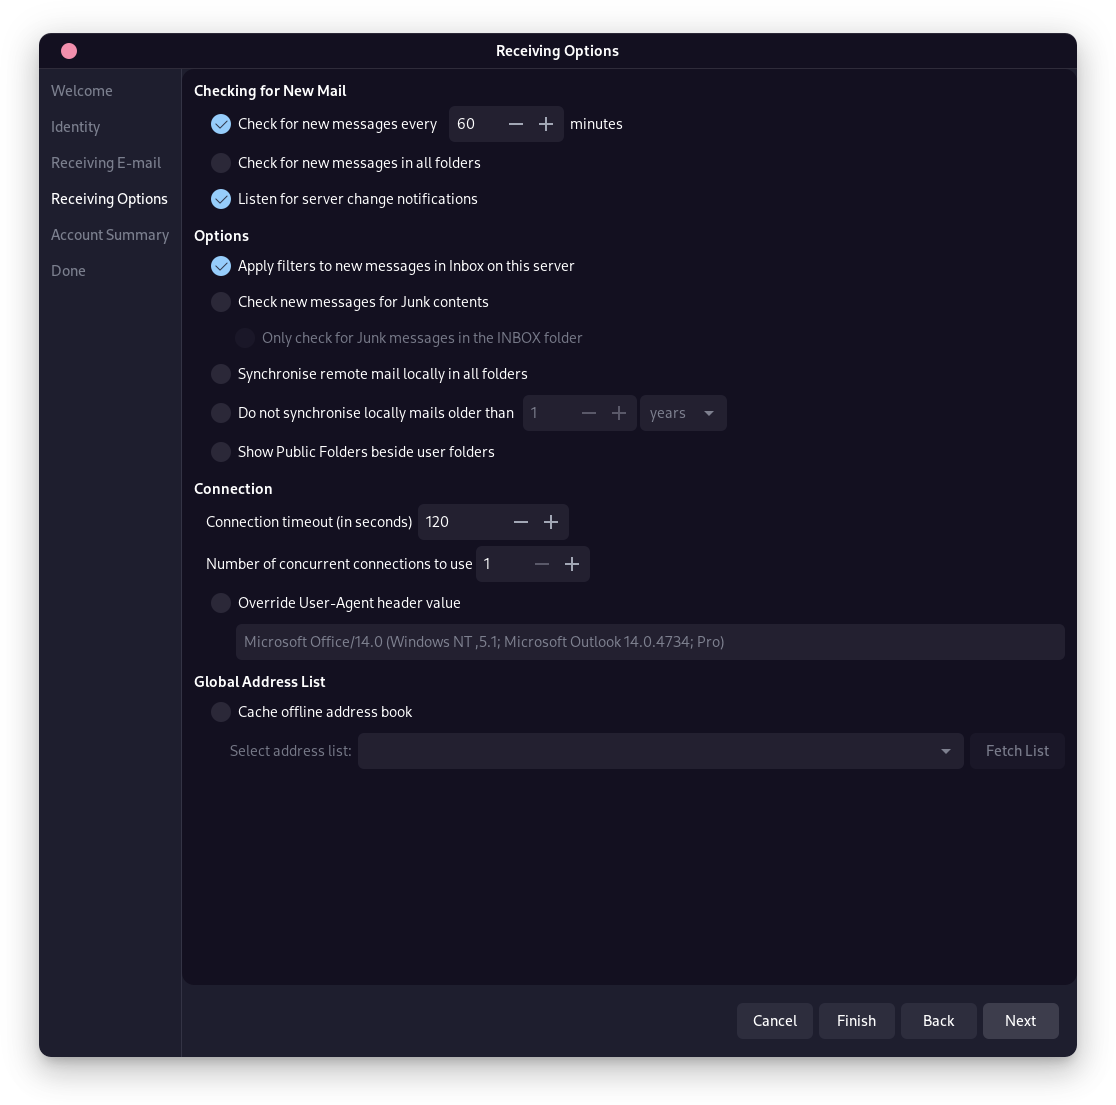 Receiving Options
Welcome
Identity
Receiving E-mail
Receiving Options
Account Summary
Done
Checking for New Mail
Check for new messages every 60 minutes
Check for new messages in all folders
Listen for server change notifications
Options
Apply filters to new messages in Inbox on this server
Check new messages for Junk contents
Only check for Junk messages in the INBOX folder
Synchronise remote mail locally in all folders
Do not synchronise locally mails older than 1 years
Show Public Folders beside user folders
Connection
Connection timeout (in seconds) 120
Number of concurrent connections to use 1
Override User-Agent header value
Microsoft Office/14.0 (Windows NT ,5.1; Microsoft Outlook 14.0.4734; Pro)
Global Address List
Cache offline address book
Select address list: Fetch List
Cancel Finish Back Next